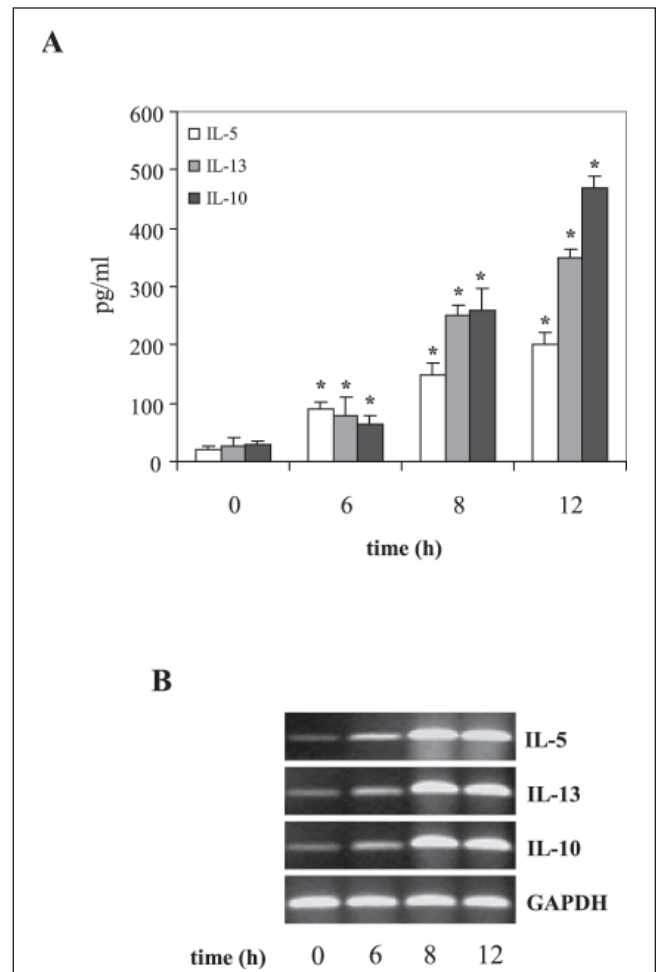 A
600
500
400
300
200
100
0
pg/ml
IL-5
IL-13
IL-10
* * *
* * *
* * *
0 6 8 12
time (h)
B
IL-5
IL-13
IL-10
GAPDH
time (h) 0 6 8 12